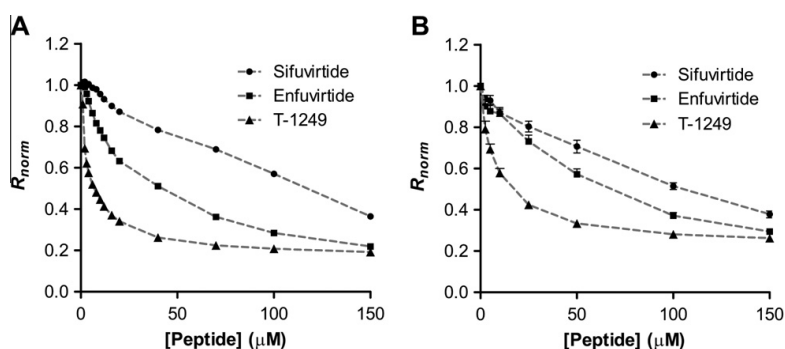 A
1.2
1.0
0.8
0.6
0.4
0.2
0.0
R_norm
Sifuvirtide
Enfuvirtide
T-1249
0
50
100
150
[Peptide] (μM)
B
1.2
1.0
0.8
0.6
0.4
0.2
0.0
R_norm
Sifuvirtide
Enfuvirtide
T-1249
0
50
100
150
[Peptide] (μM)